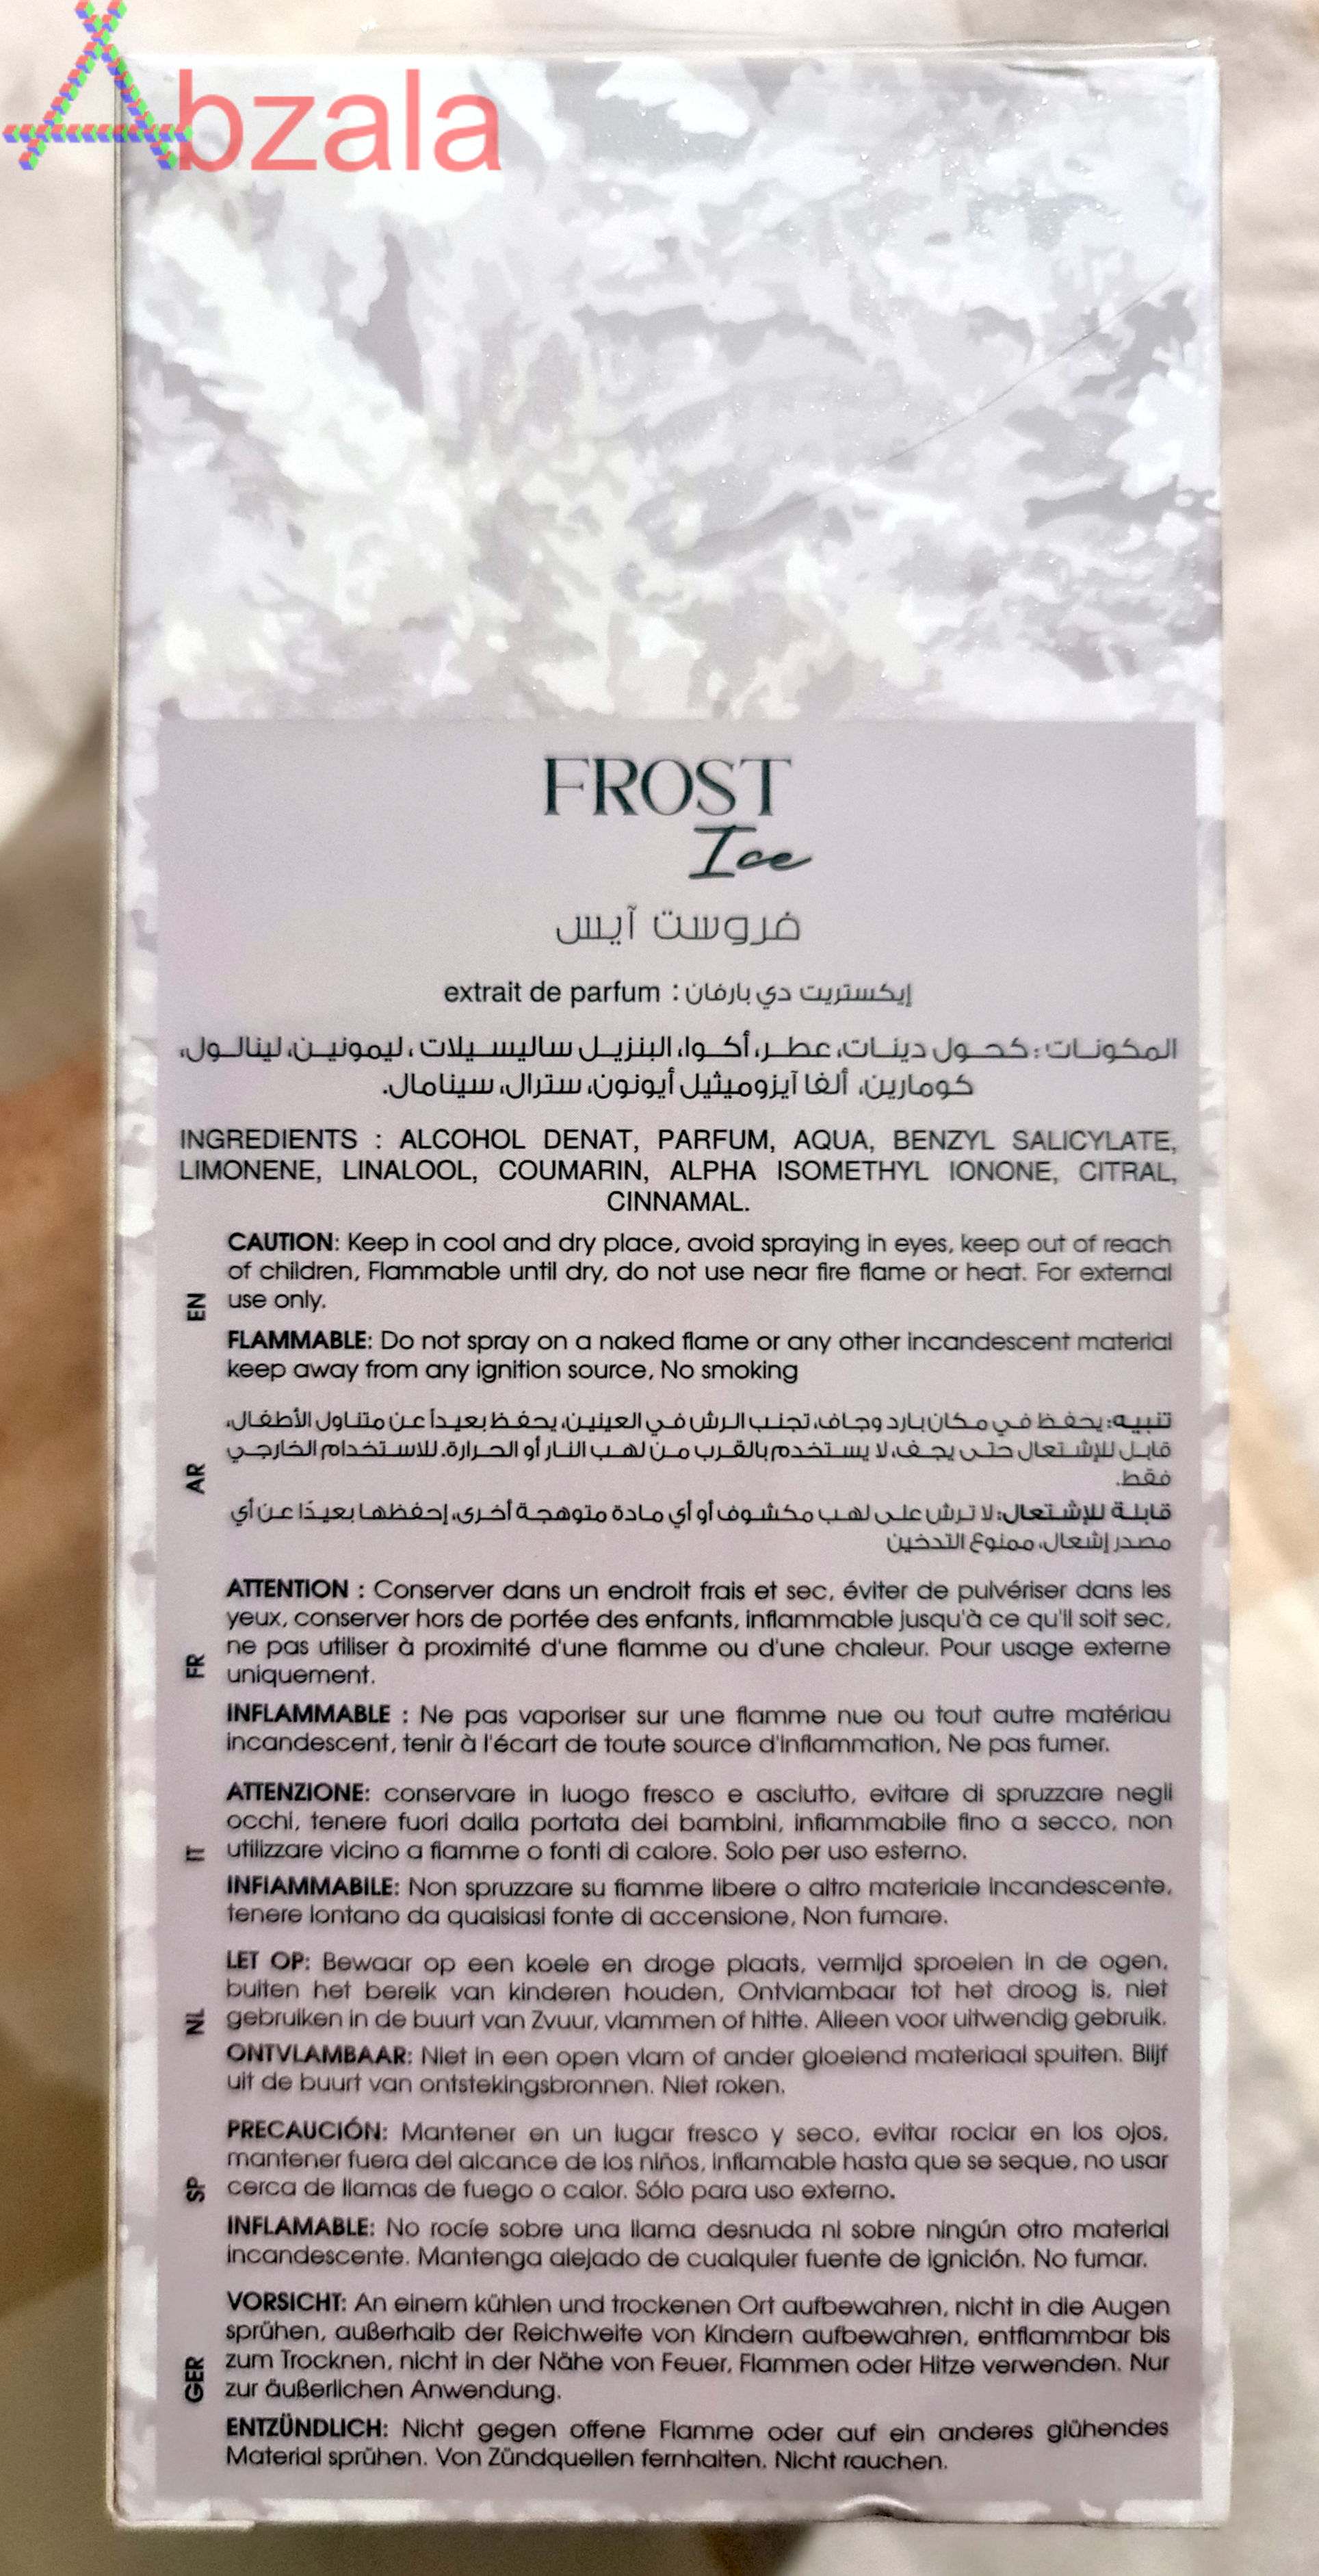 Abzala
FROST
Ice
فروست آيس
extrait de parfum : إيكستريت دي بارفان
المكونات : كحول دينات، عطر، أكوا، البنزيل ساليسيلات ، ليمونين، لينالول،
كومارين، ألفا آيزوميثيل أيونون، سترال، سينامال.
INGREDIENTS : ALCOHOL DENAT, PARFUM, AQUA, BENZYL SALICYLATE,
LIMONENE, LINALOOL, COUMARIN, ALPHA ISOMETHYL IONONE, CITRAL,
CINNAMAL.
EN
CAUTION: Keep in cool and dry place, avoid spraying in eyes, keep out of reach
of children, Flammable until dry, do not use near fire flame or heat. For external
use only.
FLAMMABLE: Do not spray on a naked flame or any other incandescent material
keep away from any ignition source, No smoking
AR
تنبيه: يحفظ في مكان بارد وجاف، تجنب الرش في العينين، يحفظ بعيداً عن متناول الأطفال،
قابل للإشتعال حتى يجف، لا يستخدم بالقرب من لهب النار أو الحرارة. للاستخدام الخارجي
فقط.
قابلة للإشتعال: لا ترش على لهب مكشوف أو أي مادة متوهجة أخرى، إحفظها بعيدًا عن أي
مصدر إشعال، ممنوع التدخين
FR
ATTENTION : Conserver dans un endroit frais et sec, éviter de pulvériser dans les
yeux, conserver hors de portée des enfants, inflammable jusqu'à ce qu'il soit sec,
ne pas utiliser à proximité d'une flamme ou d'une chaleur. Pour usage externe
uniquement.
INFLAMMABLE : Ne pas vaporiser sur une flamme nue ou tout autre matériau
incandescent, tenir à l'écart de toute source d'inflammation, Ne pas fumer.
IT
ATTENZIONE: conservare in luogo fresco e asciutto, evitare di spruzzare negli
occhi, tenere fuori dalla portata dei bambini, infiammabile fino a secco, non
utilizzare vicino a fiamme o fonti di calore. Solo per uso esterno.
INFIAMMABILE: Non spruzzare su fiamme libere o altro materiale incandescente,
tenere lontano da qualsiasi fonte di accensione, Non fumare.
NL
LET OP: Bewaar op een koele en droge plaats, vermijd sproeien in de ogen,
buiten het bereik van kinderen houden, Ontvlambaar tot het droog is, niet
gebruiken in de buurt van Zvuur, vlammen of hitte. Alleen voor uitwendig gebruik.
ONTVLAMBAAR: Niet in een open vlam of ander gloeiend materiaal spuiten. Blijf
uit de buurt van ontstekingsbronnen. Niet roken.
SP
PRECAUCIÓN: Mantener en un lugar fresco y seco, evitar rociar en los ojos,
mantener fuera del alcance de los niños, inflamable hasta que se seque, no usar
cerca de llamas de fuego o calor. Sólo para uso externo.
INFLAMABLE: No rocíe sobre una llama desnuda ni sobre ningún otro material
incandescente. Mantenga alejado de cualquier fuente de ignición. No fumar.
GER
VORSICHT: An einem kühlen und trockenen Ort aufbewahren, nicht in die Augen
sprühen, außerhalb der Reichweite von Kindern aufbewahren, entflammbar bis
zum Trocknen, nicht in der Nähe von Feuer, Flammen oder Hitze verwenden. Nur
zur äußerlichen Anwendung.
ENTZÜNDLICH: Nicht gegen offene Flamme oder auf ein anderes glühendes
Material sprühen. Von Zündquellen fernhalten. Nicht rauchen.